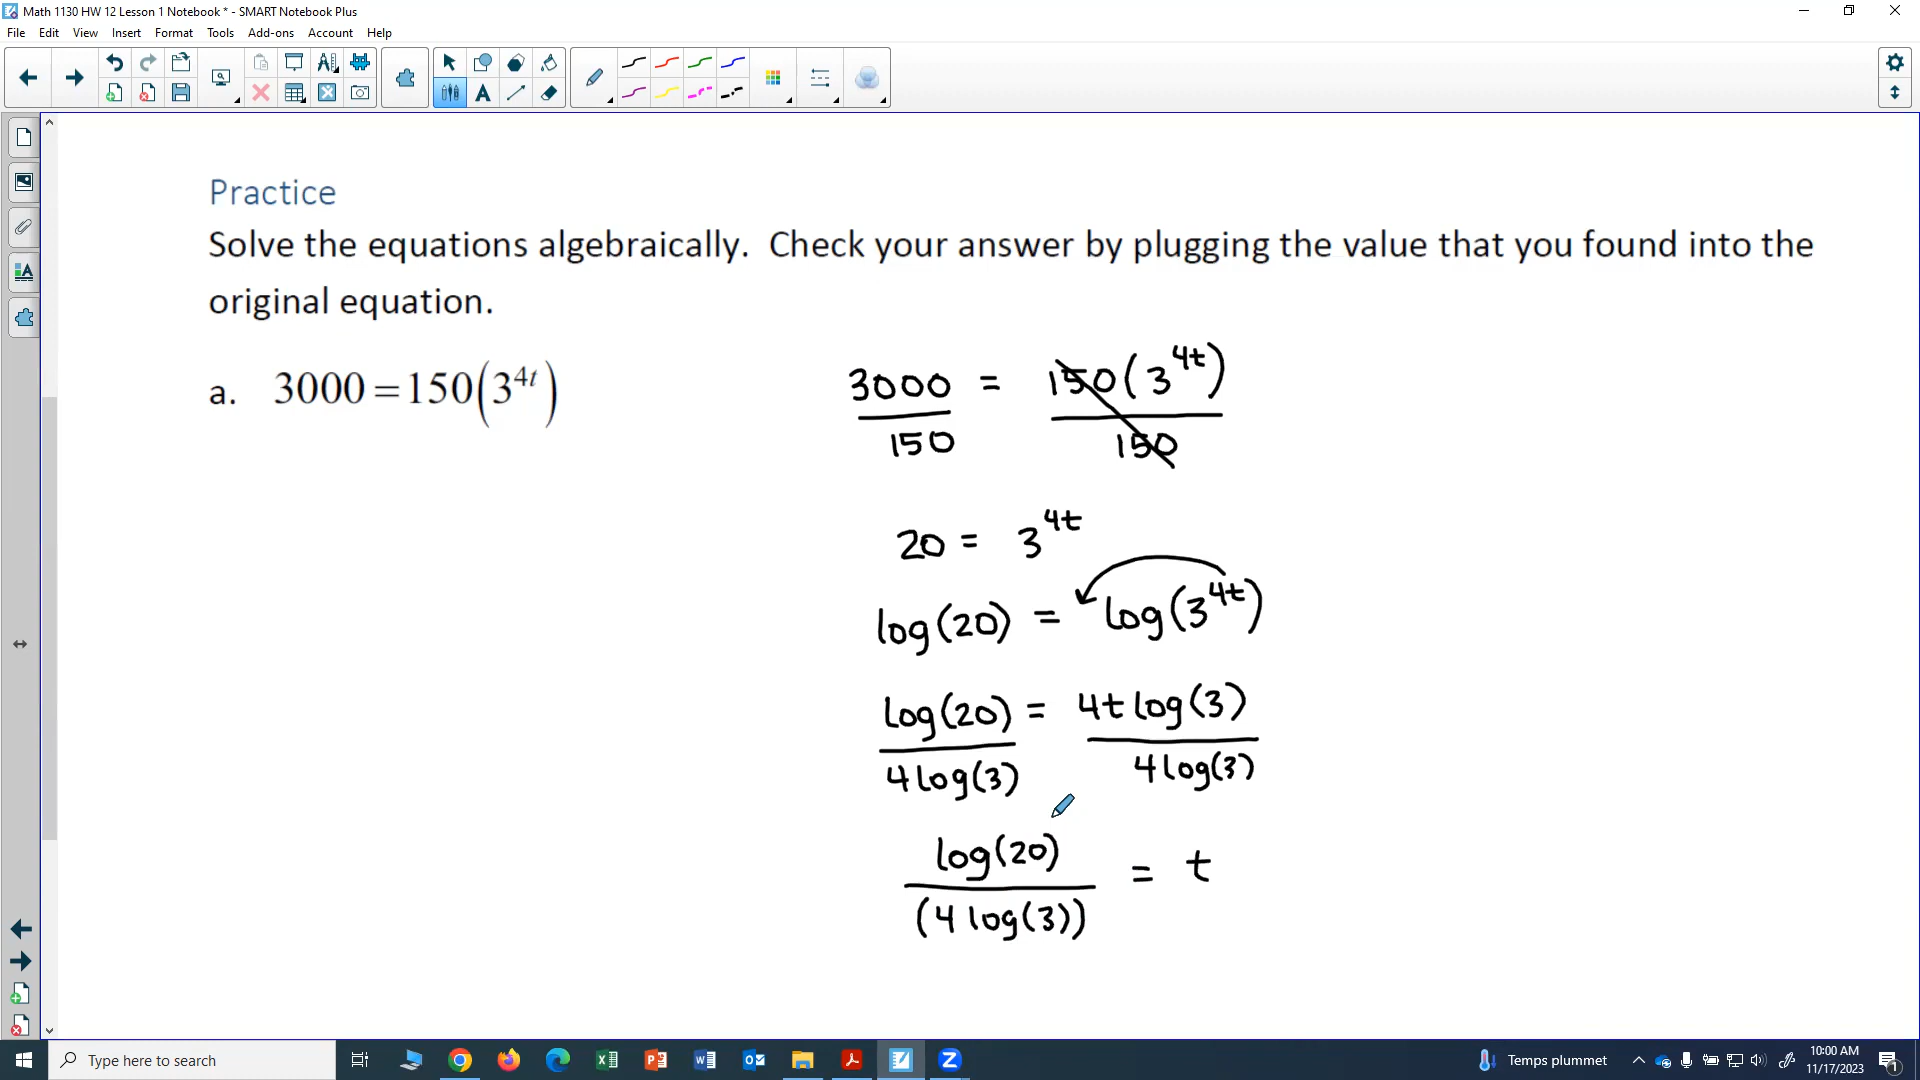 Math 1130 HW 12 Lesson 1 Notebook * - SMART Notebook Plus
File Edit View Insert Format Tools Add-ons Account Help
Practice
Solve the equations algebraically. Check your answer by plugging the value that you found into the
original equation.
a. 3000 = 150(3^{4t})
3000/150 = 150(3^{4t})/150
20 = 3^{4t}
log(20) = log(3^{4t})
log(20)/4log(3) = 4t log(3)/4log(3)
log(20)/(4 log(3)) = t
Type here to search
Temps plummet
10:00 AM
11/17/2023
1